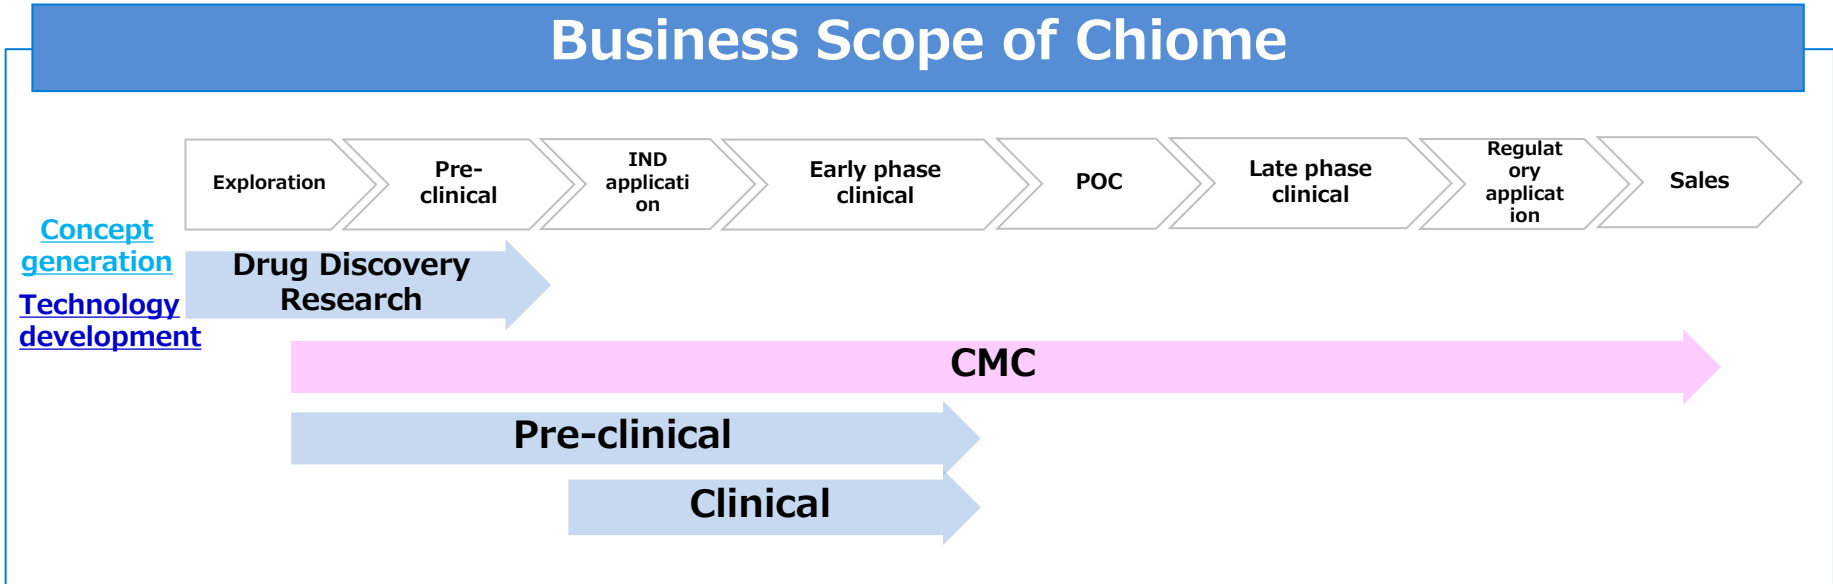 Business Scope of Chiome
Exploration
Pre-
clinical
IND
applicati
on
Early phase
clinical
POC
Late phase
clinical
Regulat
ory
applicat
ion
Sales
Concept
generation
Technology
development
Drug Discovery
Research
CMC
Pre-clinical
Clinical